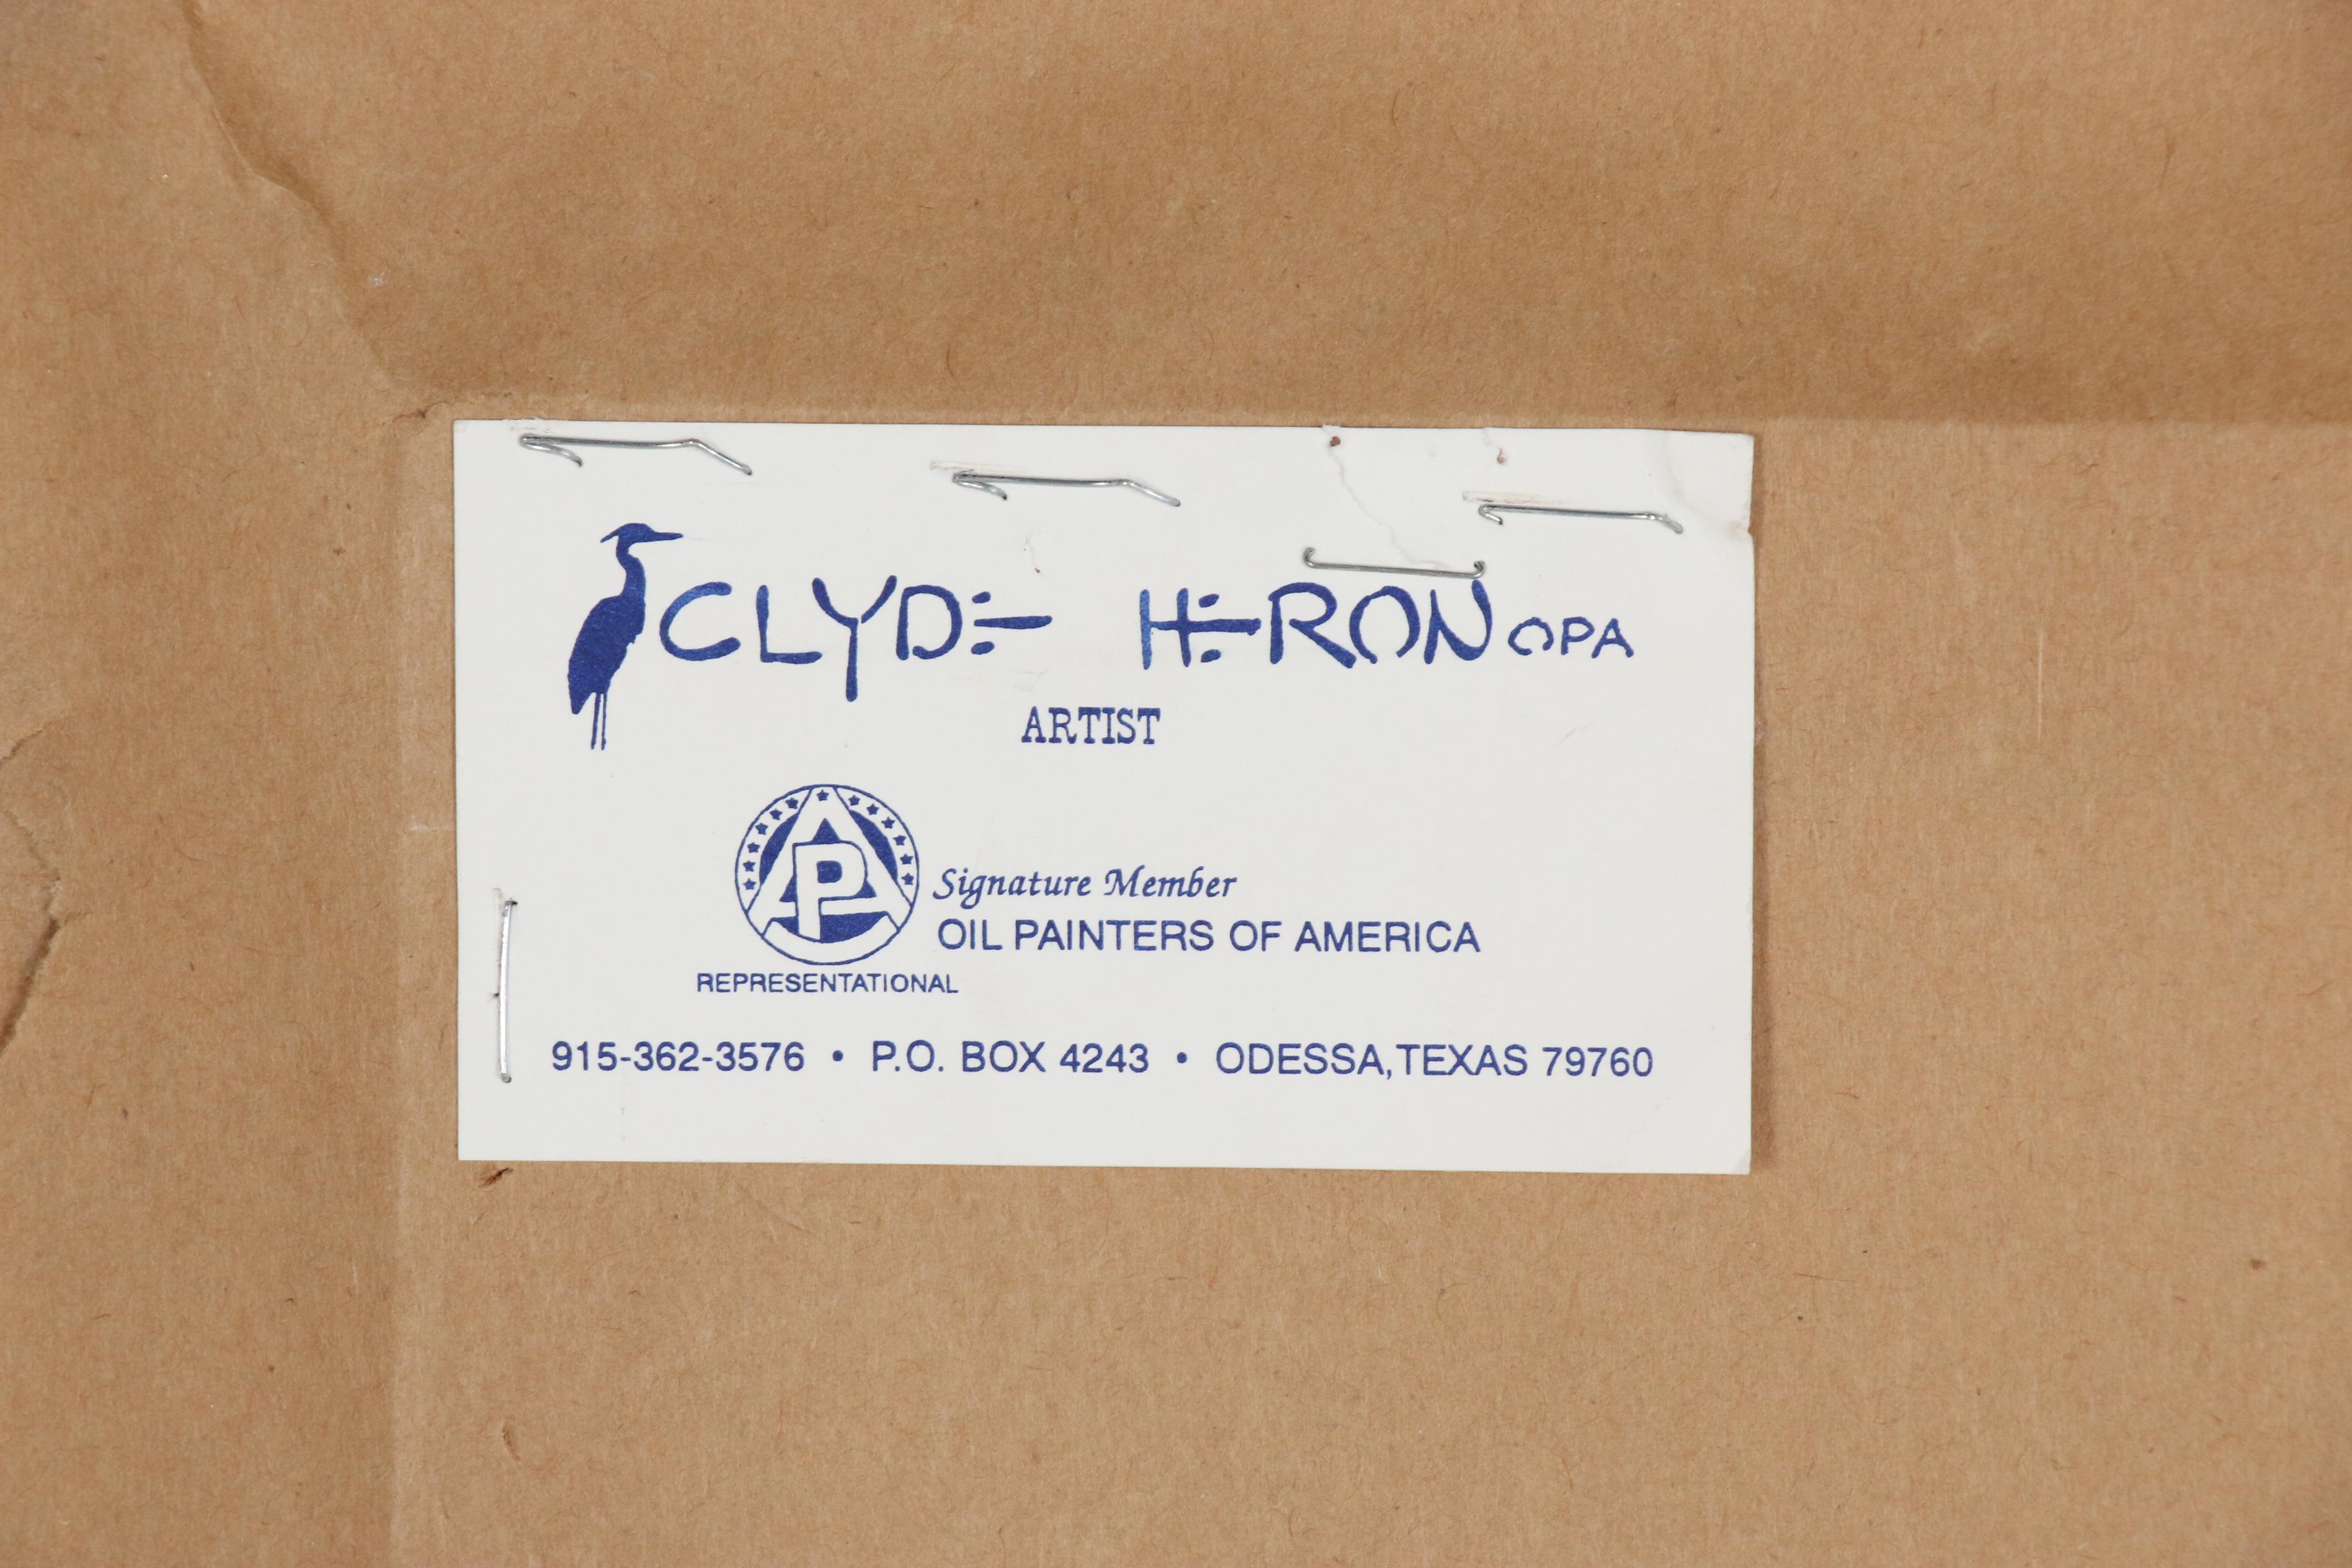 CLYDE HERON OPA
ARTIST
OPA
Signature Member
OIL PAINTERS OF AMERICA
REPRESENTATIONAL
915-362-3576 • P.O. BOX 4243 • ODESSA, TEXAS 79760